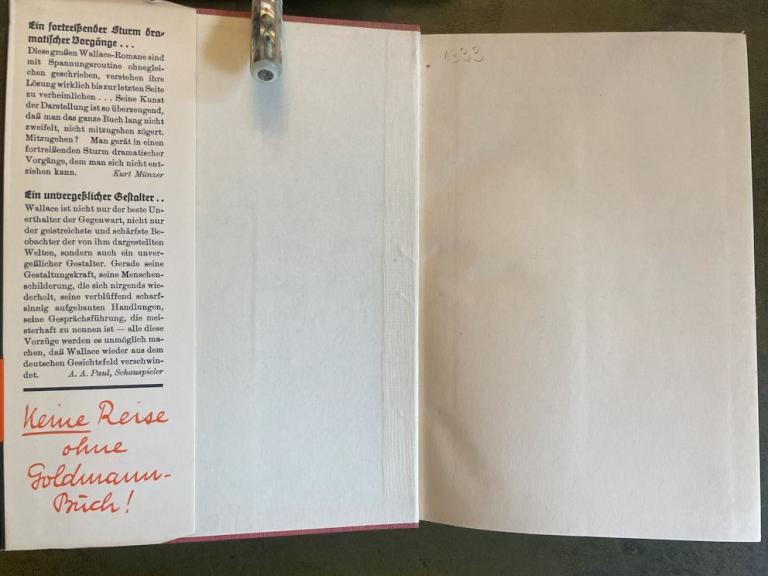 Ein fortreißender Sturm dra-
matischer Vorgänge . . .
Diese großen Wallace-Romane sind
mit Spannungsroutine ohneglei-
chen geschrieben, verstehen ihre
Lösung wirklich bis zur letzten Seite
zu verheimlichen . . . Seine Kunst
der Darstellung ist so überzeugend,
daß man das ganze Buch lang nicht
zweifelt, nicht mitzugehen zögert.
Mitzugehen? Man gerät in einen
fortreißenden Sturm dramatischer
Vorgänge, dem man sich nicht ent-
ziehen kann. Kurt Münzer
Ein unvergeßlicher Gestalter . .
Wallace ist nicht nur der beste Un-
erthalter der Gegenwart, nicht nur
der geistreichste und schärfste Be-
obachter der von ihm dargestellten
Welten, sondern auch ein unver-
geßlicher Gestalter. Gerade seine
Gestaltungskraft, seine Menschen-
schilderung, die sich nirgends wie-
derholt, seine verblüffend scharf-
sinnig aufgebauten Handlungen,
seine Gesprächsführung, die mei-
sterhaft zu nennen ist — alle diese
Vorzüge werden es unmöglich ma-
chen, daß Wallace wieder aus dem
deutschen Gesichtsfeld verschwin-
det. A. A. Paul, Schauspieler
Keine Reise
ohne
Goldmann-
Buch!
1933